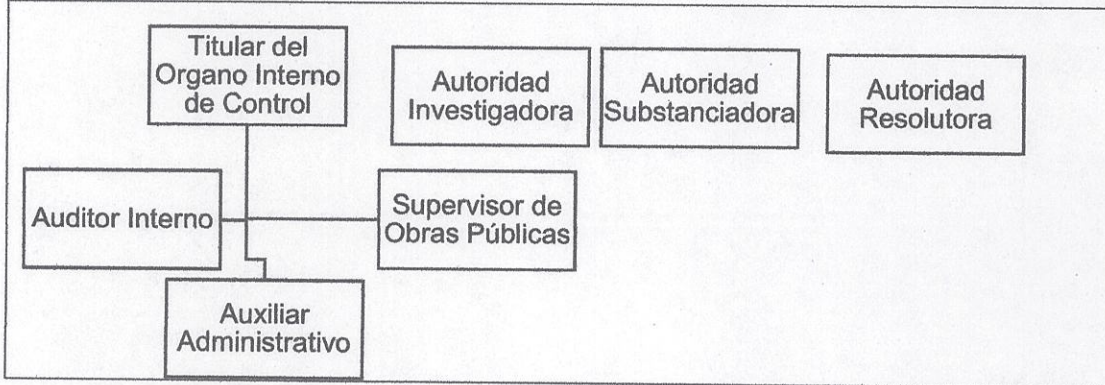 Titular del
Organo Interno
de Control
Autoridad
Investigadora
Autoridad
Substanciadora
Autoridad
Resolutora
Auditor Interno
Supervisor de
Obras Públicas
Auxiliar
Administrativo